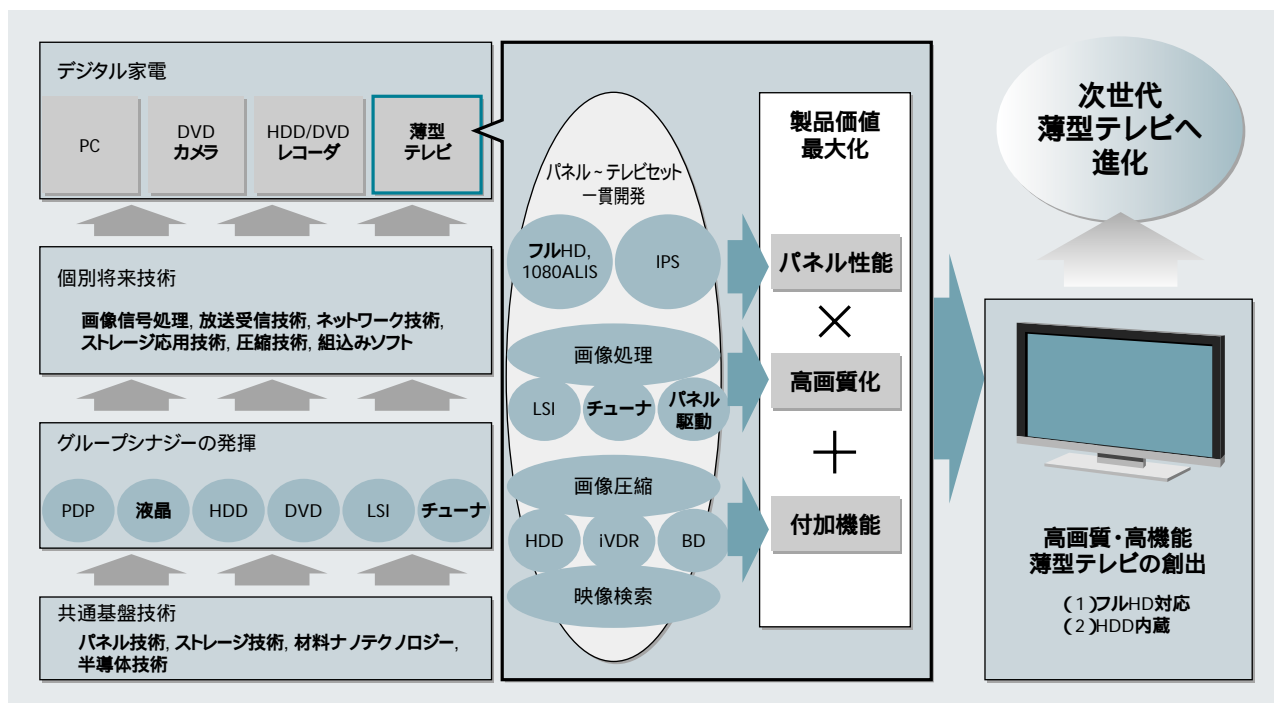 デジタル家電
PC
DVD
カメラ
HDD/DVD
レコーダ
薄型
テレビ
個別将来技術
画像信号処理, 放送受信技術, ネットワーク技術,
ストレージ応用技術, 圧縮技術, 組込みソフト
グループシナジーの発揮
PDP
液晶
HDD
DVD
LSI
チューナ
共通基盤技術
パネル技術, ストレージ技術, 材料ナノテクノロジー,
半導体技術
パネル~テレビセット
一貫開発
フルHD,
1080ALIS
IPS
画像処理
LSI
チューナ
パネル
駆動
画像圧縮
HDD
iVDR
BD
映像検索
製品価値
最大化
パネル性能
×
高画質化
+
付加機能
次世代
薄型テレビへ
進化
高画質・高機能
薄型テレビの創出
(1)フルHD対応
(2)HDD内蔵